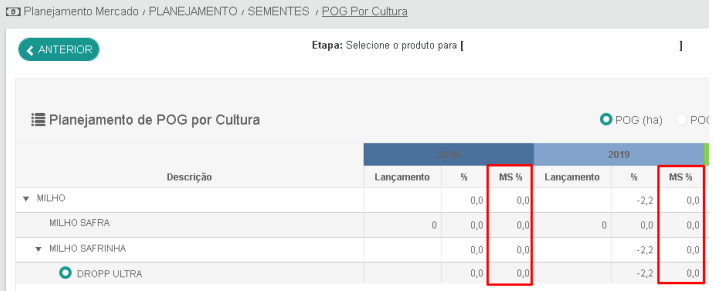 Planejamento Mercado / PLANEJAMENTO / SEMENTES / POG Por Cultura
ANTERIOR
Etapa: Selecione o produto para [ ]
Planejamento de POG por Cultura
POG (ha) POG
2019
Descrição Lançamento % MS % Lançamento % MS %
MILHO 0,0 0,0 -2,2 0,0
MILHO SAFRA 0 0,0 0,0 0 0,0 0,0
MILHO SAFRINHA 0,0 0,0 -2,2 0,0
DROPP ULTRA 0,0 0,0 -2,2 0,0